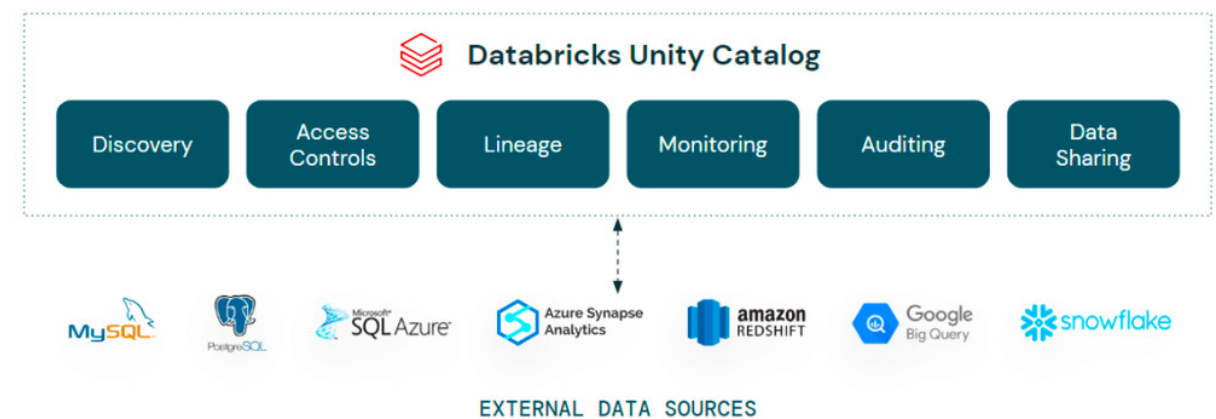 Databricks Unity Catalog
Discovery
Access
Controls
Lineage
Monitoring
Auditing
Data
Sharing
MySQL
PostgreSQL
Microsoft
SQL Azure
Azure Synapse
Analytics
amazon
REDSHIFT
Google
Big Query
snowflake
EXTERNAL DATA SOURCES